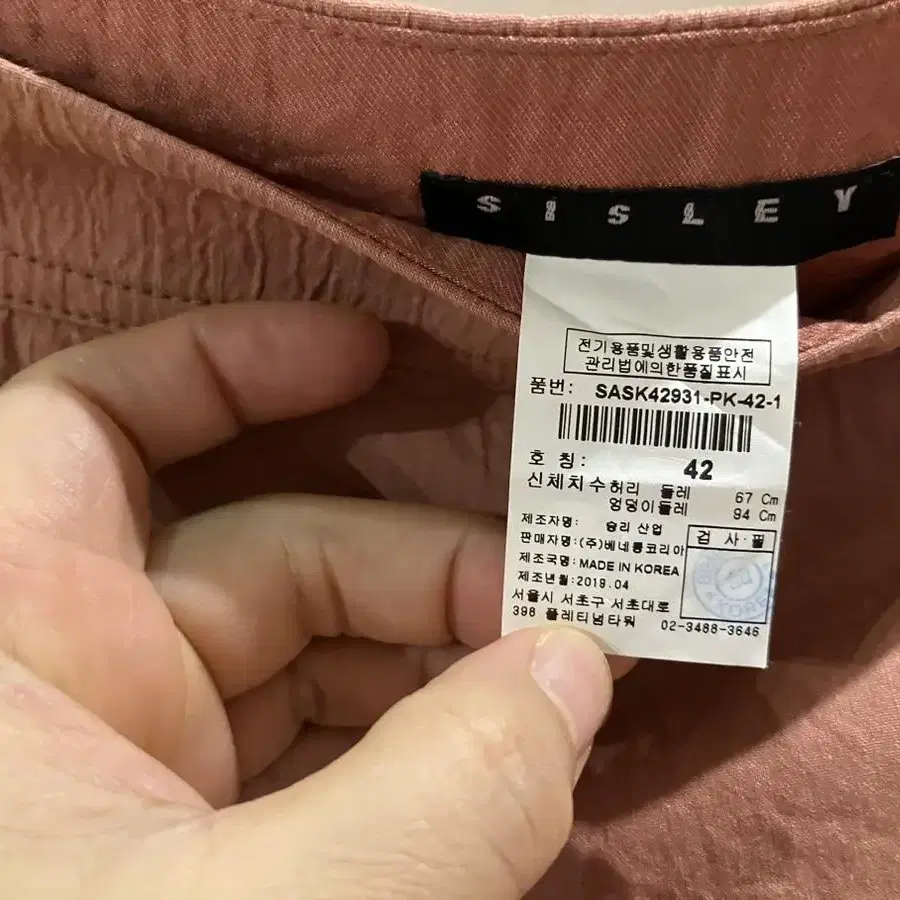 SISLEY
전기용품및생활용품안전
관리법에의한품질표시
품번: SASK42931-PK-42-1
호 칭: 42
신체치수허리 둘레 67 Cm
엉덩이둘레 94 Cm
제조자명: 승리 산업
판매자명:(주)베네통코리아
검 사·필
제조국명: MADE IN KOREA
제조년월:2019.04
서울시 서초구 서초대로
398 플레티넘타워 02-3488-3646